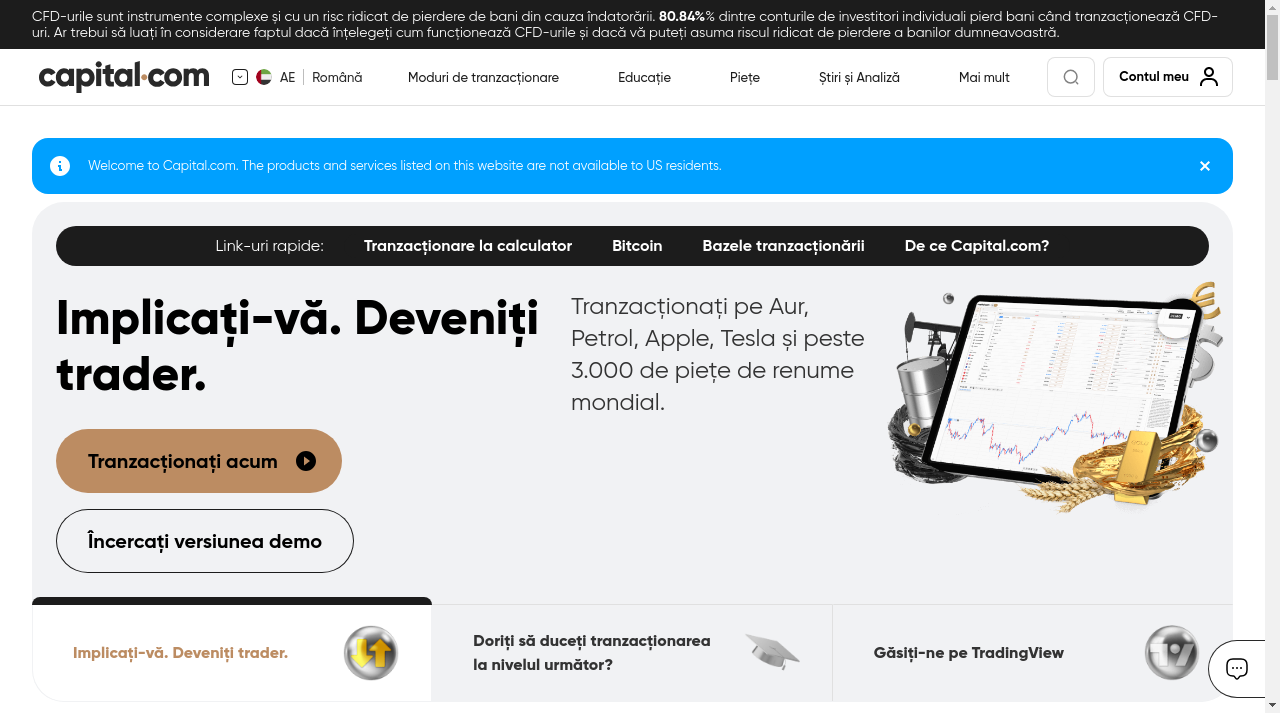 CFD-urile sunt instrumente complexe și cu un risc ridicat de pierdere de bani din cauza îndatorării. 80.84%% dintre conturile de investitori individuali pierd bani când tranzacționează CFD-
uri. Ar trebui să luați în considerare faptul dacă înțelegeți cum funcționează CFD-urile și dacă vă puteți asuma riscul ridicat de pierdere a banilor dumneavoastră.
capital.com
AE
Română
Moduri de tranzacționare
Educație
Piețe
Știri și Analiză
Mai mult
Contul meu
Welcome to Capital.com. The products and services listed on this website are not available to US residents.
Link-uri rapide:
Tranzacționare la calculator
Bitcoin
Bazele tranzacționării
De ce Capital.com?
Implicați-vă. Deveniți
trader.
Tranzacționați pe Aur,
Petrol, Apple, Tesla și peste
3.000 de piețe de renume
mondial.
Tranzacționați acum
Încercați versiunea demo
Implicați-vă. Deveniți trader.
Doriți să duceți tranzacționarea
la nivelul următor?
Găsiți-ne pe TradingView